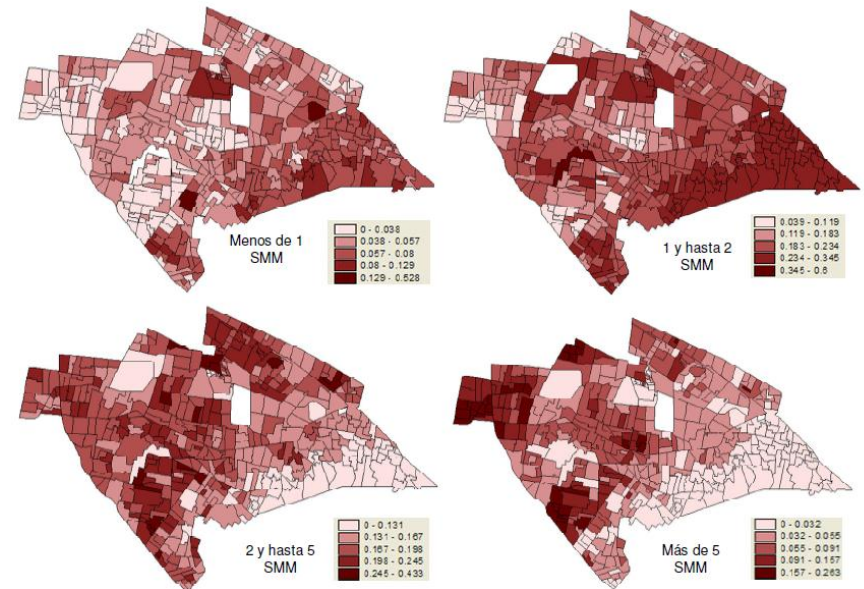 Menos de 1
SMM
0 - 0.038
0.038 - 0.057
0.057 - 0.08
0.08 - 0.129
0.129 - 0.528
1 y hasta 2
SMM
0.039 - 0.119
0.119 - 0.183
0.183 - 0.234
0.234 - 0.345
0.345 - 0.6
2 y hasta 5
SMM
0 - 0.131
0.131 - 0.167
0.167 - 0.198
0.198 - 0.245
0.245 - 0.433
Más de 5
SMM
0 - 0.032
0.032 - 0.055
0.055 - 0.091
0.091 - 0.157
0.157 - 0.263